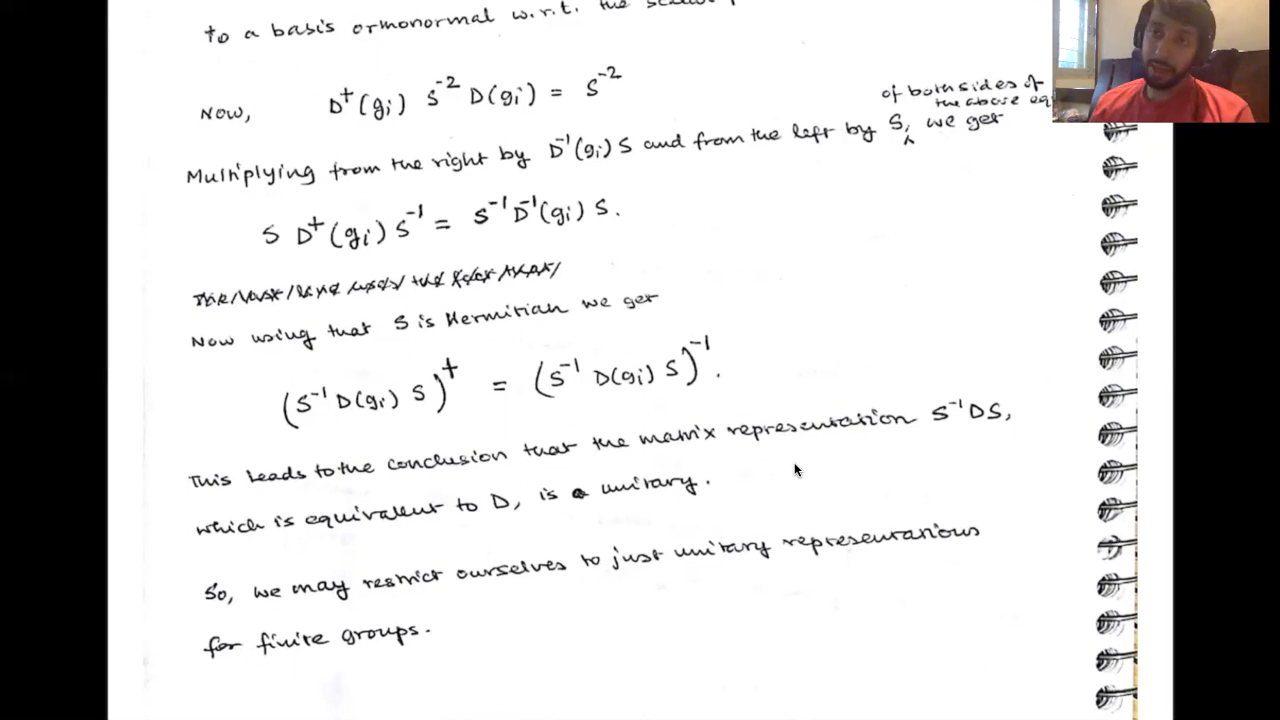 to a basis orthonormal w.r.t. the
Now, D†(gi) S⁻² D(gi) = S⁻²
of both sides of
the above eq
Multiplying from the right by D⁻¹(gi) S and from the left by S, we get
S D†(gi) S⁻¹ = S⁻¹ D⁻¹(gi) S.
Now using that S is Hermitian we get
(S⁻¹ D(gi) S)† = (S⁻¹ D(gi) S)⁻¹.
This leads to the conclusion that the matrix representation S⁻¹DS,
which is equivalent to D, is a unitary.
So, we may restrict ourselves to just unitary representations
for finite groups.